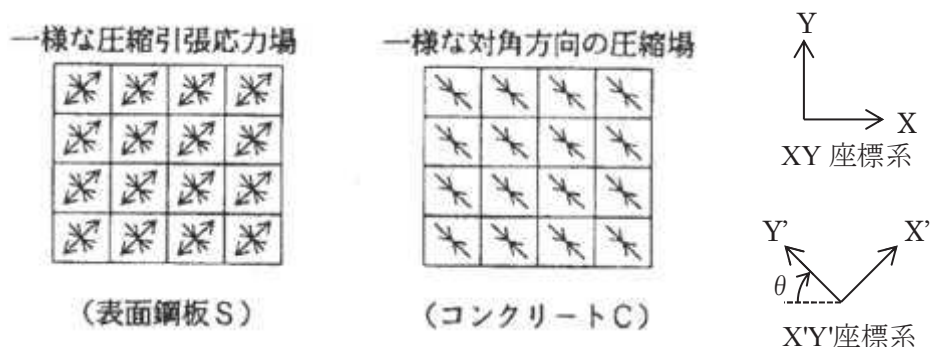 一様な圧縮引張応力場
(表面鋼板S)
一様な対角方向の圧縮場
(コンクリートC)
Y
X
XY 座標系
Y'
X'
θ
X'Y'座標系